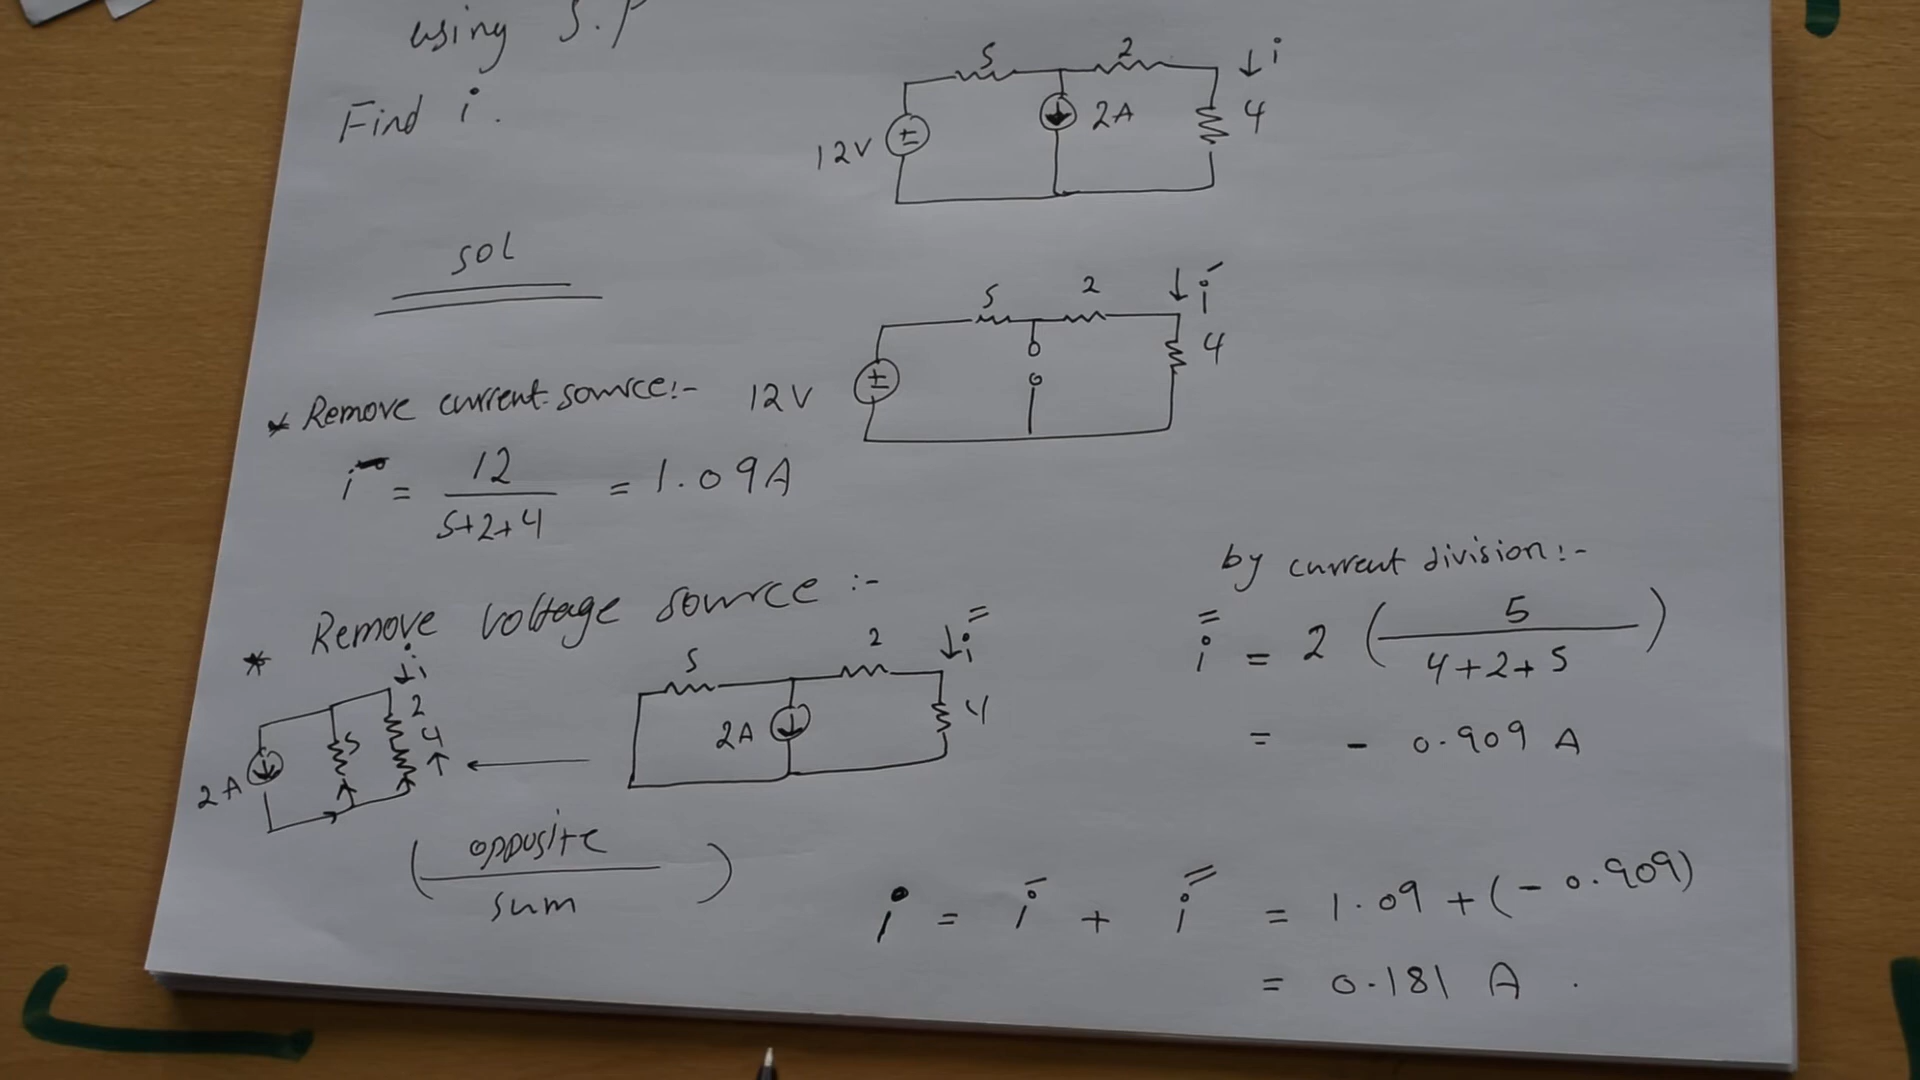 using S.P
Find i.
5 2 ↓ i
12V ± 2A 4
sol
5 2 ↓ i̅
* Remove current source:- 12V ± 4
i̅ = 12 / (5+2+4) = 1.09A
* Remove voltage source :-
↓ i
2
5 4 ↑
2A
5 2 ↓ i̿
2A 4
( opposite / sum )
by current division:-
i̿ = 2 ( 5 / (4+2+5) )
= - 0.909 A
i = i̅ + i̿ = 1.09 + (- 0.909)
= 0.181 A .